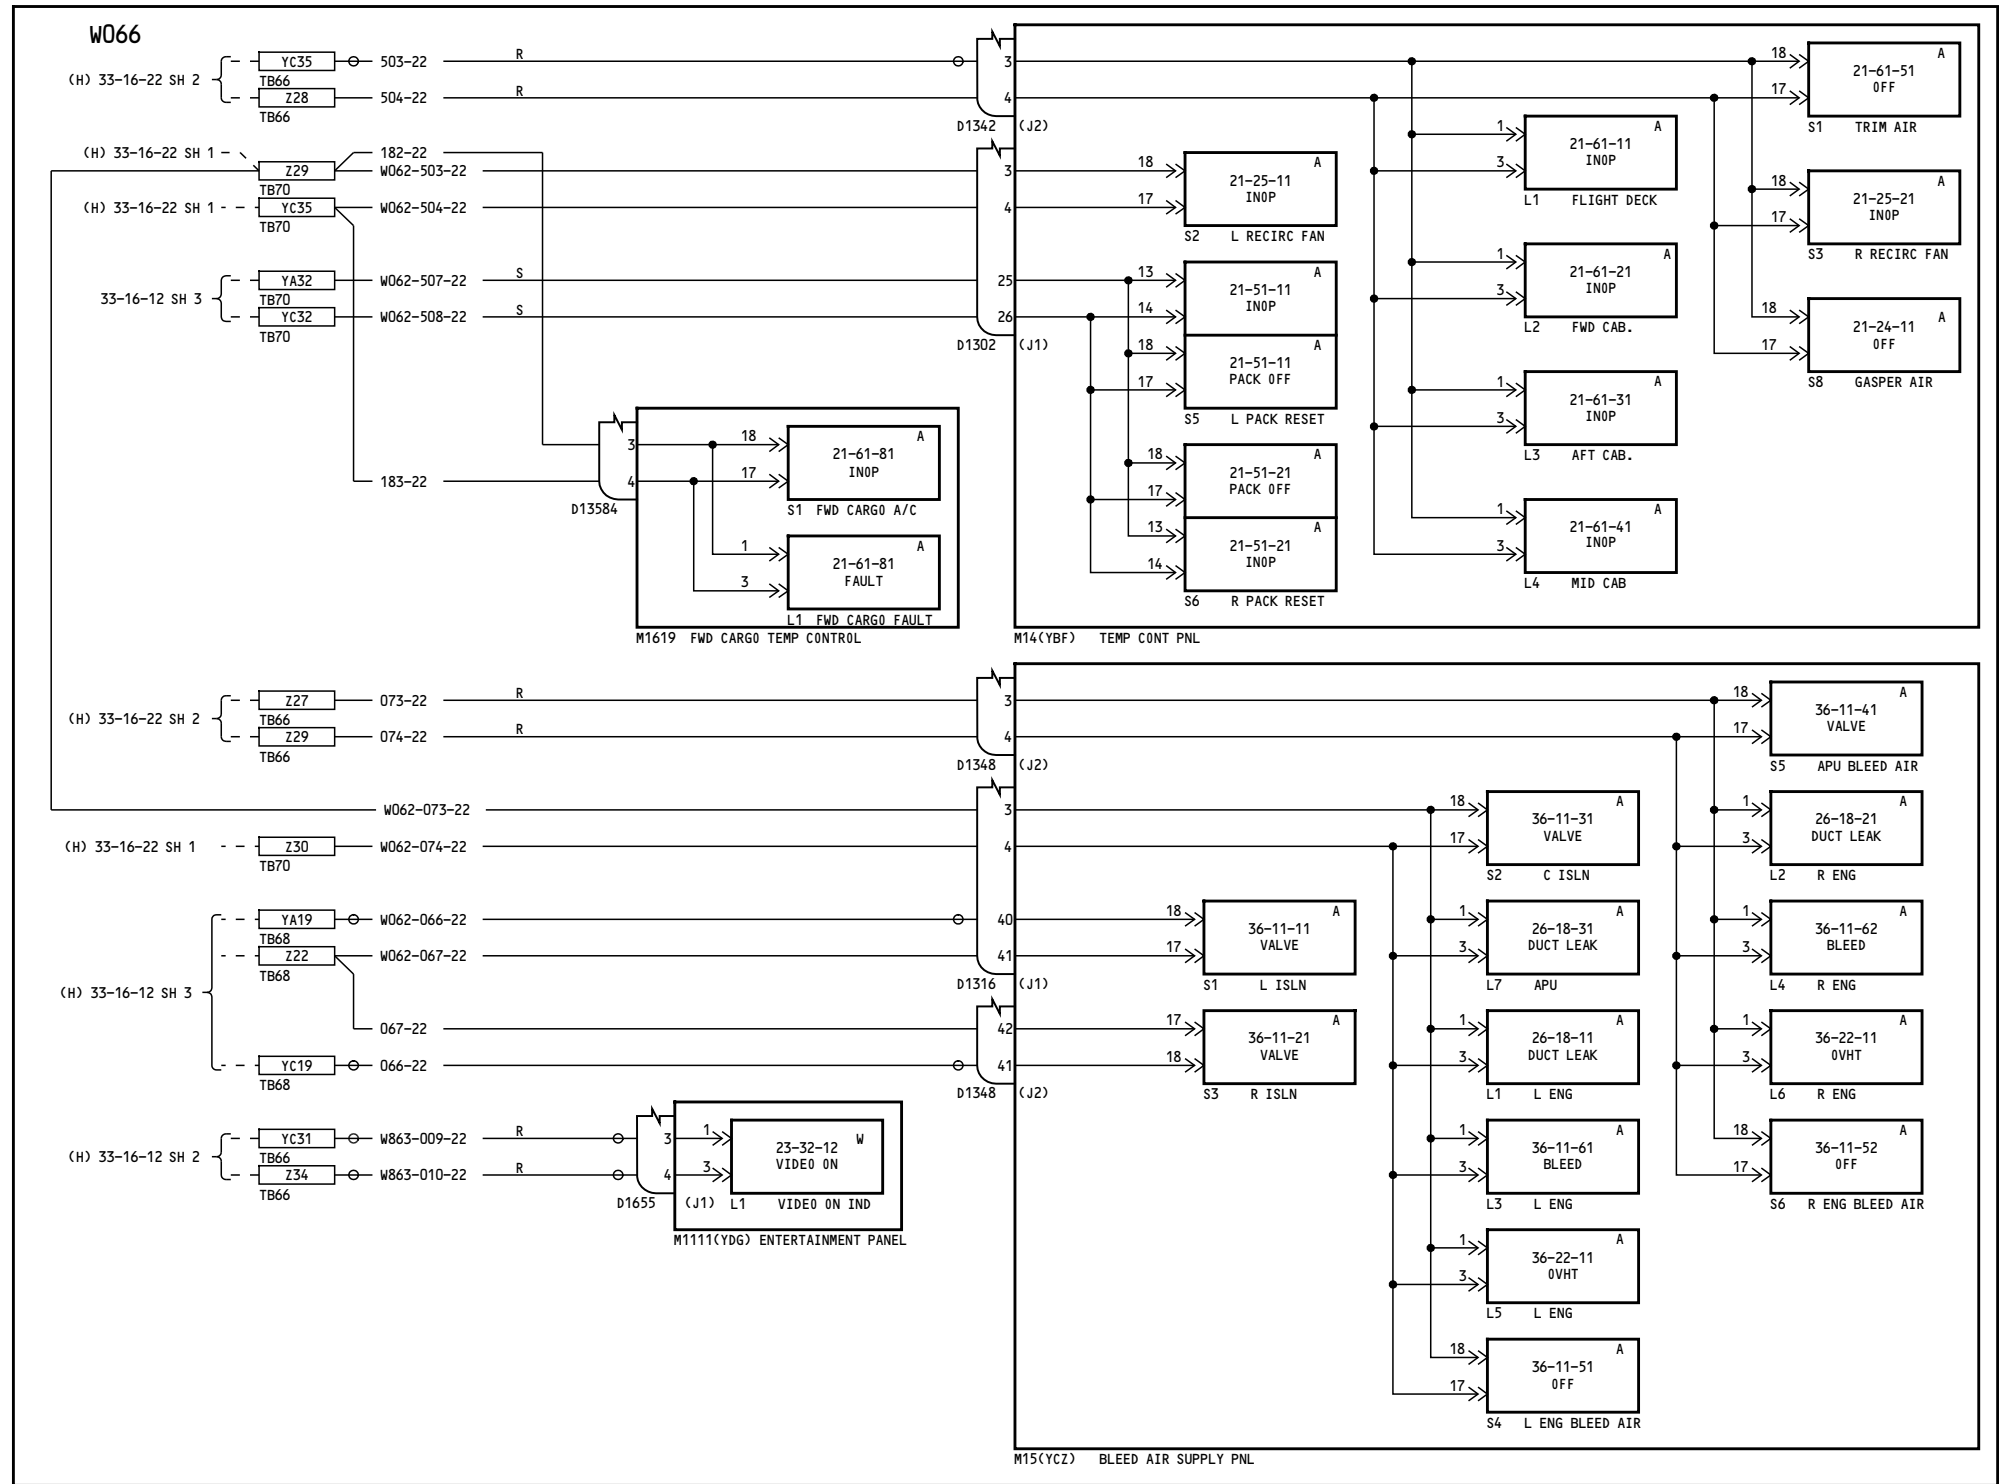 W066
(H) 33-16-22 SH 2
YC35
TB66
503-22
R
Z28
TB66
504-22
R
3
4
D1342
(J2)
(H) 33-16-22 SH 1
182-22
Z29
TB70
W062-503-22
(H) 33-16-22 SH 1
YC35
TB70
W062-504-22
3
4
33-16-12 SH 3
YA32
TB70
W062-507-22
S
YC32
TB70
W062-508-22
S
25
26
D1302
(J1)
183-22
3
4
D13584
18
17
21-61-81
INOP
A
S1 FWD CARGO A/C
1
3
21-61-81
FAULT
A
L1 FWD CARGO FAULT
M1619 FWD CARGO TEMP CONTROL
18
17
21-25-11
INOP
A
S2 L RECIRC FAN
13
14
21-51-11
INOP
A
18
17
21-51-11
PACK OFF
A
S5 L PACK RESET
18
17
21-51-21
PACK OFF
A
13
14
21-51-21
INOP
A
S6 R PACK RESET
1
3
21-61-11
INOP
A
L1 FLIGHT DECK
1
3
21-61-21
INOP
A
L2 FWD CAB.
1
3
21-61-31
INOP
A
L3 AFT CAB.
1
3
21-61-41
INOP
A
L4 MID CAB
18
17
21-61-51
OFF
A
S1 TRIM AIR
18
17
21-25-21
INOP
A
S3 R RECIRC FAN
18
17
21-24-11
OFF
A
S8 GASPER AIR
M14(YBF) TEMP CONT PNL
(H) 33-16-22 SH 2
Z27
TB66
073-22
R
Z29
TB66
074-22
R
3
4
D1348
(J2)
W062-073-22
3
(H) 33-16-22 SH 1
Z30
TB70
W062-074-22
4
(H) 33-16-12 SH 3
YA19
TB68
W062-066-22
40
Z22
TB68
W062-067-22
41
D1316
(J1)
067-22
42
YC19
TB68
066-22
41
D1348
(J2)
(H) 33-16-12 SH 2
YC31
TB66
W863-009-22
R
Z34
TB66
W863-010-22
R
3
4
D1655
(J1)
1
3
23-32-12
VIDEO ON
W
L1 VIDEO ON IND
M1111(YDG) ENTERTAINMENT PANEL
18
17
36-11-11
VALVE
A
S1 L ISLN
17
18
36-11-21
VALVE
A
S3 R ISLN
18
17
36-11-31
VALVE
A
S2 C ISLN
1
3
26-18-31
DUCT LEAK
A
L7 APU
1
3
26-18-11
DUCT LEAK
A
L1 L ENG
1
3
36-11-61
BLEED
A
L3 L ENG
1
3
36-22-11
OVHT
A
L5 L ENG
18
17
36-11-51
OFF
A
S4 L ENG BLEED AIR
18
17
36-11-41
VALVE
A
S5 APU BLEED AIR
1
3
26-18-21
DUCT LEAK
A
L2 R ENG
1
3
36-11-62
BLEED
A
L4 R ENG
1
3
36-22-11
OVHT
A
L6 R ENG
18
17
36-11-52
OFF
A
S6 R ENG BLEED AIR
M15(YCZ) BLEED AIR SUPPLY PNL